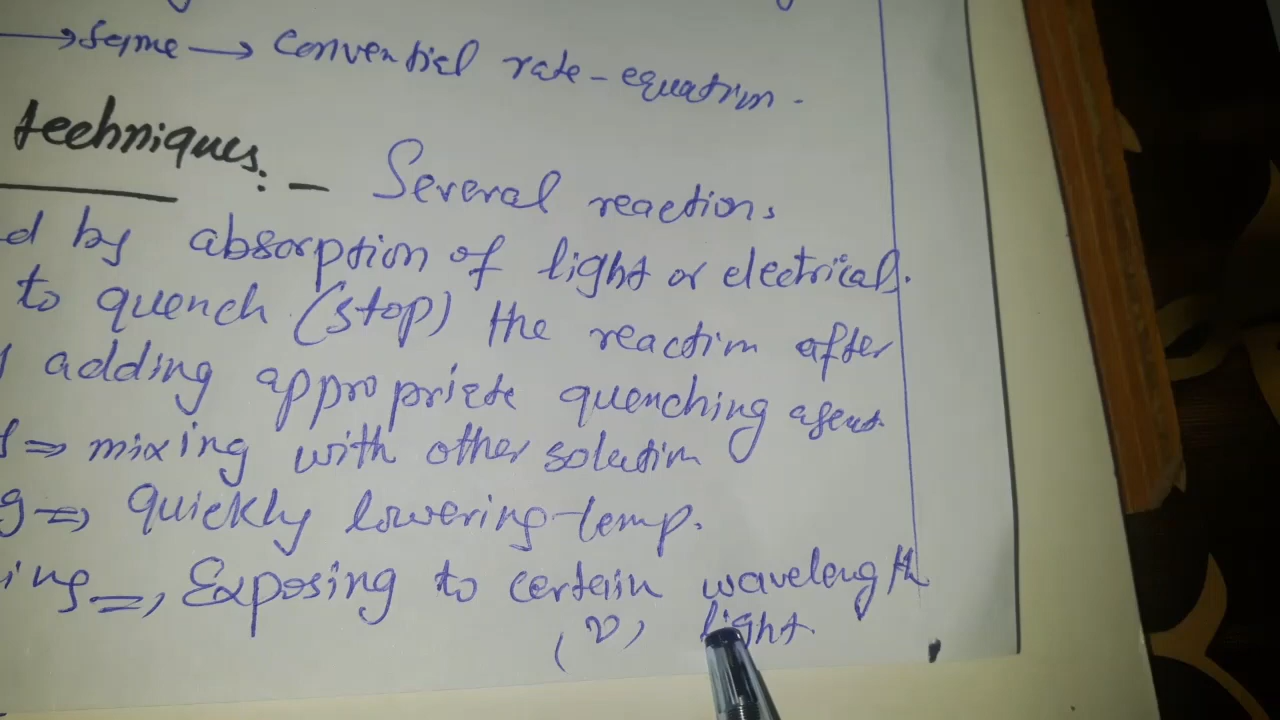 → same → Convential rate-equation.
techniques:- Several reactions
d by absorption of light or electrical.
to quench (stop) the reaction after
adding appropriate quenching agent
⇒ mixing with other solution
g ⇒ quickly lowering temp.
ing ⇒ Exposing to certain wavelength
(ν) light